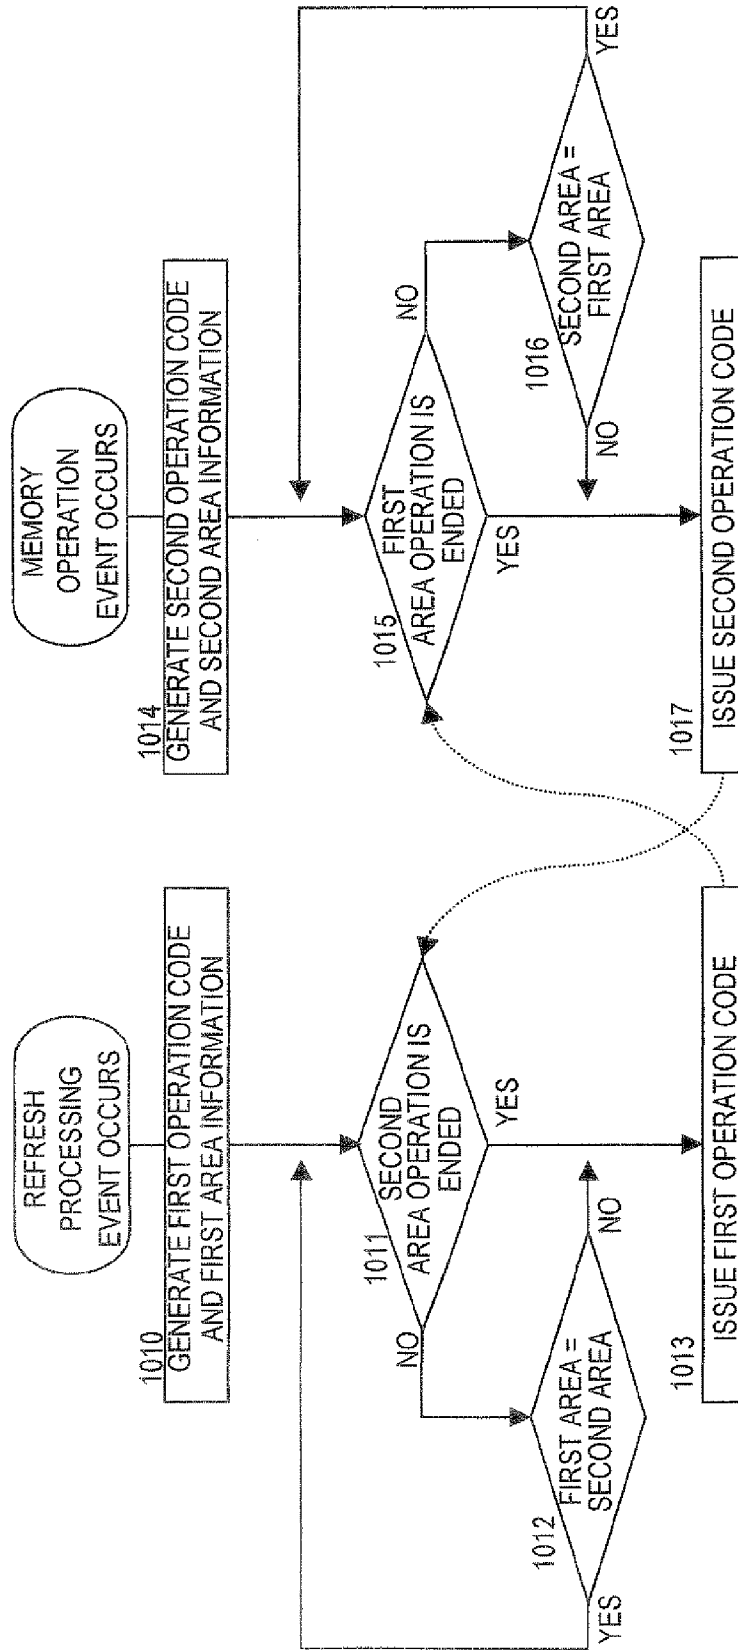 REFRESH
PROCESSING
EVENT OCCURS
1010
GENERATE FIRST OPERATION CODE
AND FIRST AREA INFORMATION
1011
SECOND
AREA OPERATION IS
ENDED
NO
YES
1012
FIRST AREA =
SECOND AREA
YES
NO
1013
ISSUE FIRST OPERATION CODE
MEMORY
OPERATION
EVENT OCCURS
1014
GENERATE SECOND OPERATION CODE
AND SECOND AREA INFORMATION
1015
FIRST
AREA OPERATION IS
ENDED
NO
YES
1016
SECOND AREA =
FIRST AREA
NO
YES
1017
ISSUE SECOND OPERATION CODE